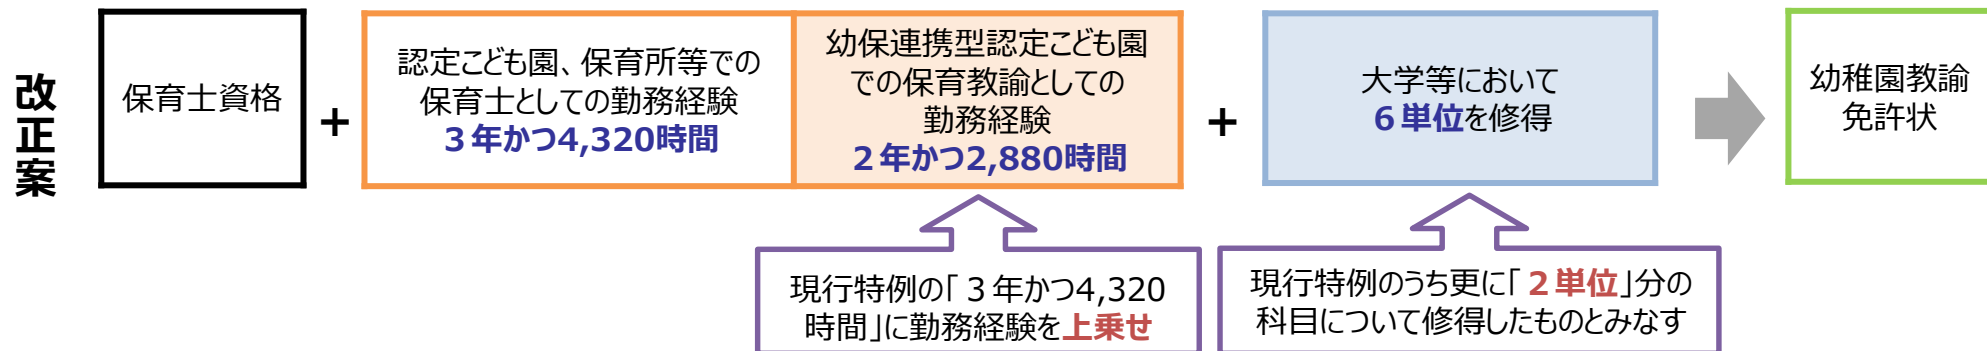 改正案
保育士資格
+
認定こども園、保育所等での
保育士としての勤務経験
３年かつ4,320時間
幼保連携型認定こども園
での保育教諭としての
勤務経験
２年かつ2,880時間
+
大学等において
６単位を修得
幼稚園教諭
免許状
現行特例の「３年かつ4,320
時間」に勤務経験を上乗せ
現行特例のうち更に「２単位」分の
科目について修得したものとみなす